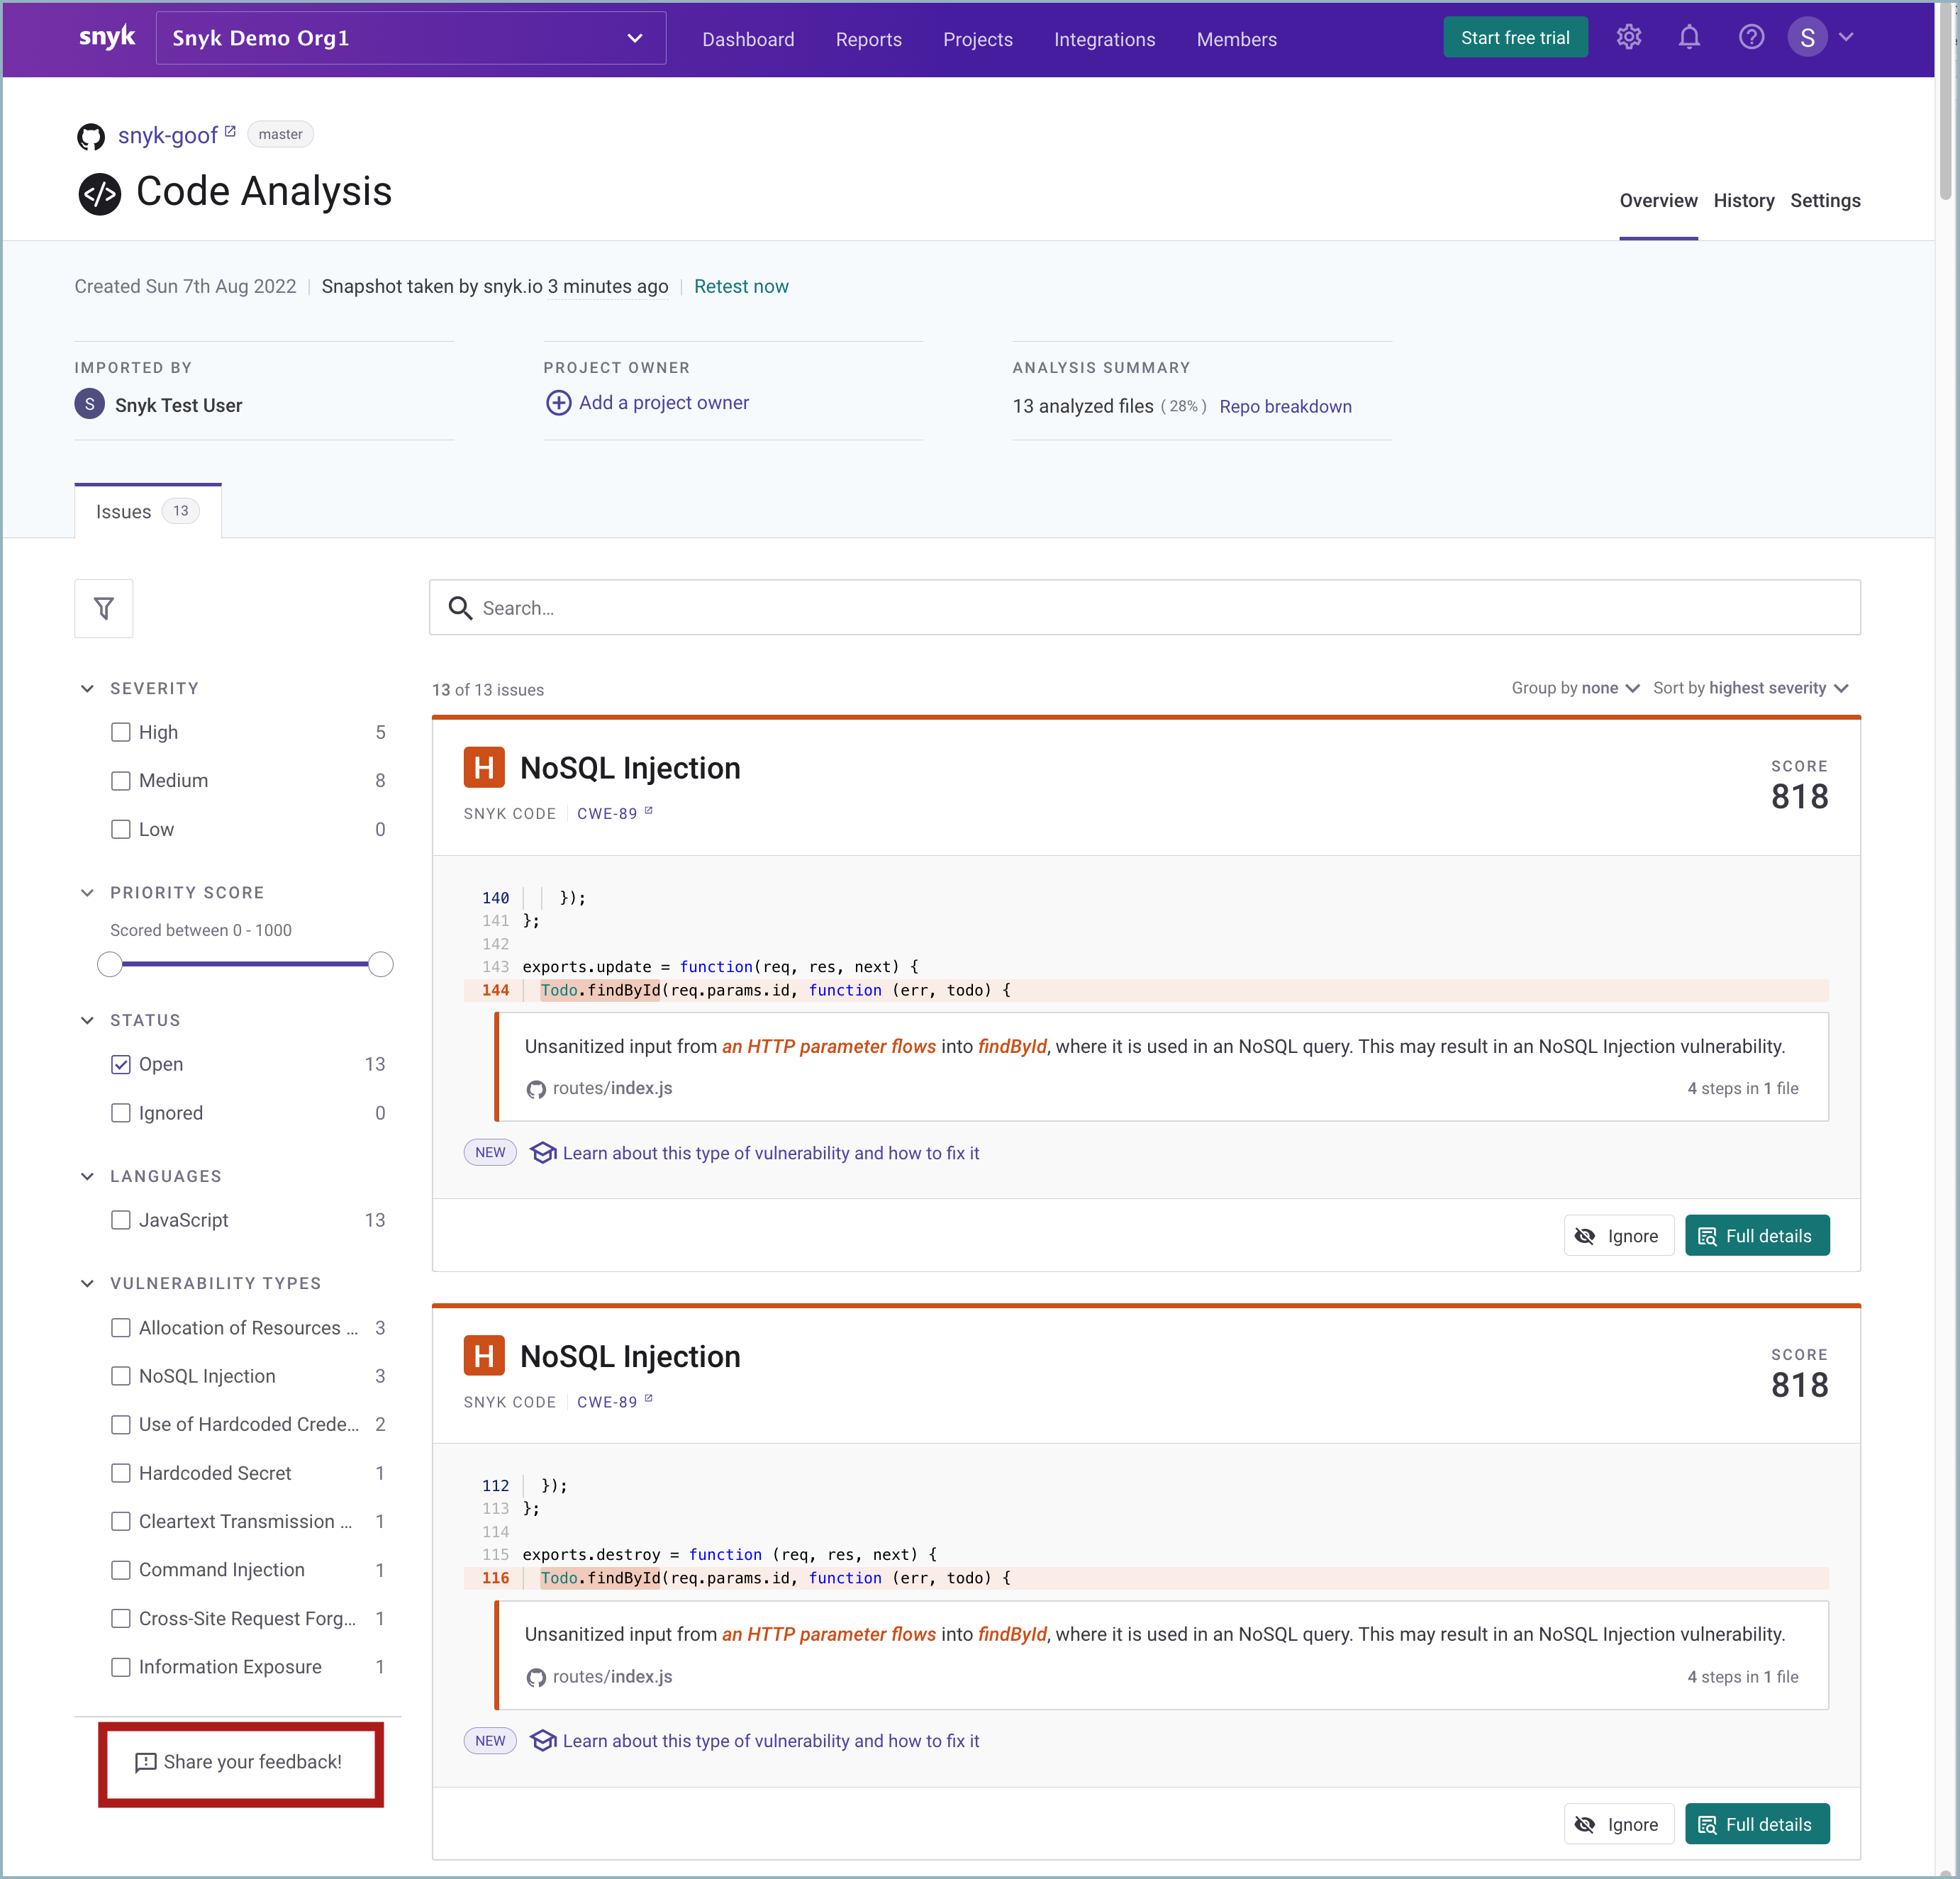 snyk Snyk Demo Org1 Dashboard Reports Projects Integrations Members Start free trial S
snyk-goof master
Code Analysis
Overview History Settings
Created Sun 7th Aug 2022 Snapshot taken by snyk.io 3 minutes ago Retest now
IMPORTED BY PROJECT OWNER ANALYSIS SUMMARY
S Snyk Test User Add a project owner 13 analyzed files ( 28% ) Repo breakdown
Issues 13
Search...
SEVERITY
High 5
Medium 8
Low 0
PRIORITY SCORE
Scored between 0 - 1000
STATUS
Open 13
Ignored 0
LANGUAGES
JavaScript 13
VULNERABILITY TYPES
Allocation of Resources ... 3
NoSQL Injection 3
Use of Hardcoded Crede... 2
Hardcoded Secret 1
Cleartext Transmission ... 1
Command Injection 1
Cross-Site Request Forg... 1
Information Exposure 1
Share your feedback!
13 of 13 issues Group by none Sort by highest severity
H NoSQL Injection SCORE
818
SNYK CODE CWE-89
140 });
141 };
142
143 exports.update = function(req, res, next) {
144 Todo.findById(req.params.id, function (err, todo) {
Unsanitized input from an HTTP parameter flows into findById, where it is used in an NoSQL query. This may result in an NoSQL Injection vulnerability.
routes/index.js 4 steps in 1 file
NEW Learn about this type of vulnerability and how to fix it
Ignore Full details
H NoSQL Injection SCORE
818
SNYK CODE CWE-89
112 });
113 };
114
115 exports.destroy = function (req, res, next) {
116 Todo.findById(req.params.id, function (err, todo) {
Unsanitized input from an HTTP parameter flows into findById, where it is used in an NoSQL query. This may result in an NoSQL Injection vulnerability.
routes/index.js 4 steps in 1 file
NEW Learn about this type of vulnerability and how to fix it
Ignore Full details